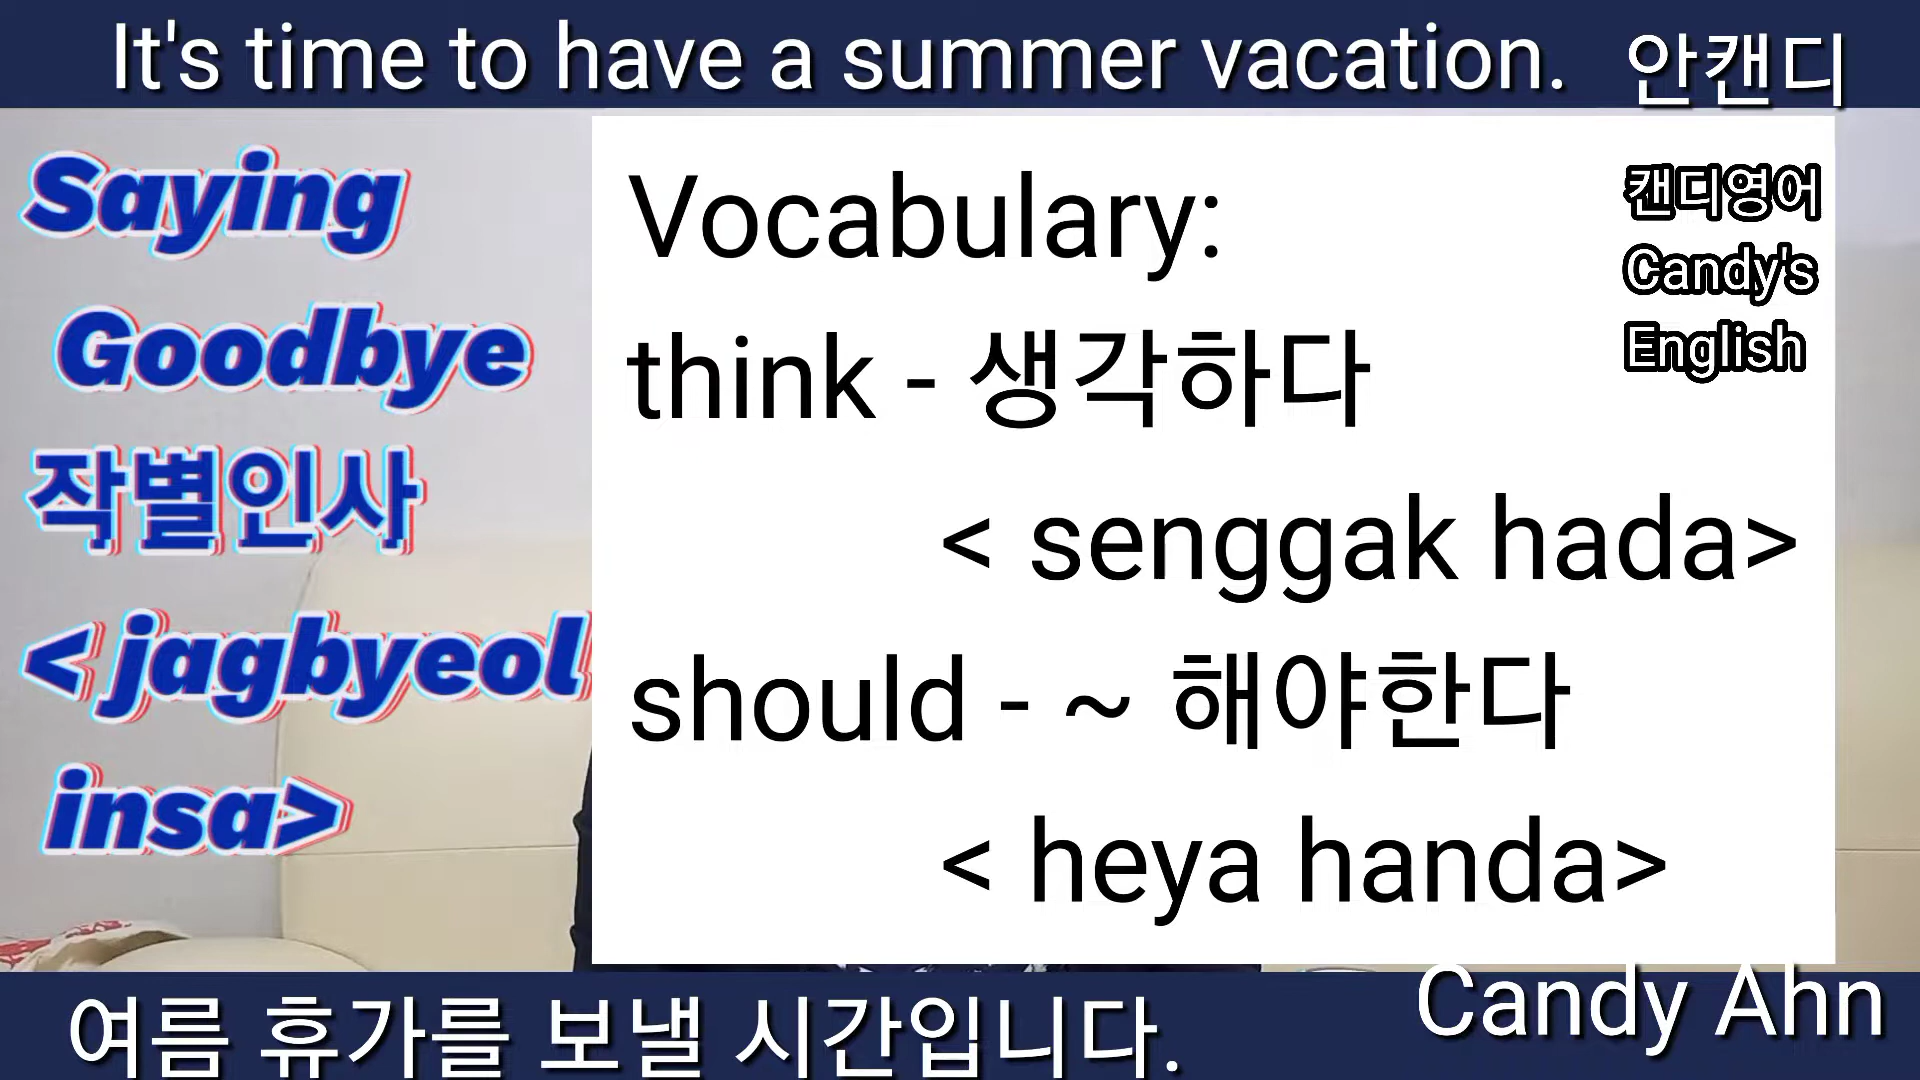 It's time to have a summer vacation. 안캔디
Saying
Goodbye
작별인사
< jagbyeol
insa>
Vocabulary:
think - 생각하다
< senggak hada>
should - ~ 해야한다
< heya handa>
캔디영어
Candy's
English
여름 휴가를 보낼 시간입니다.
Candy Ahn